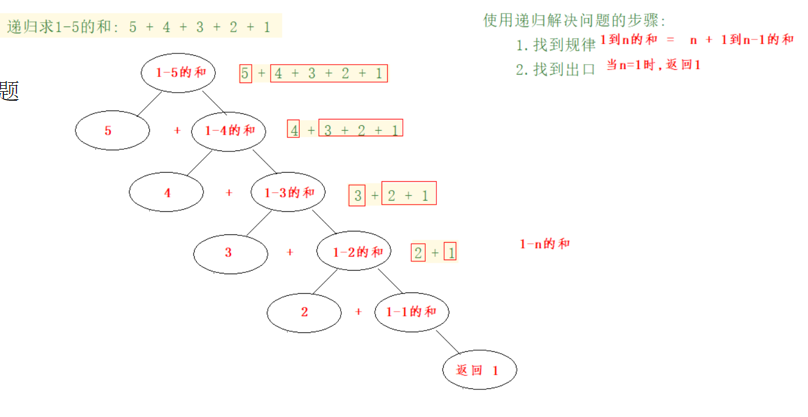 递归求1-5的和: 5 + 4 + 3 + 2 + 1
使用递归解决问题的步骤:
1.找到规律 1到n的和 = n + 1到n-1的和
2.找到出口 当n=1时,返回1
题
1-5的和 5 + 4 + 3 + 2 + 1
5 + 1-4的和 4 + 3 + 2 + 1
4 + 1-3的和 3 + 2 + 1
3 + 1-2的和 2 + 1
1-n的和
2 + 1-1的和
返回 1